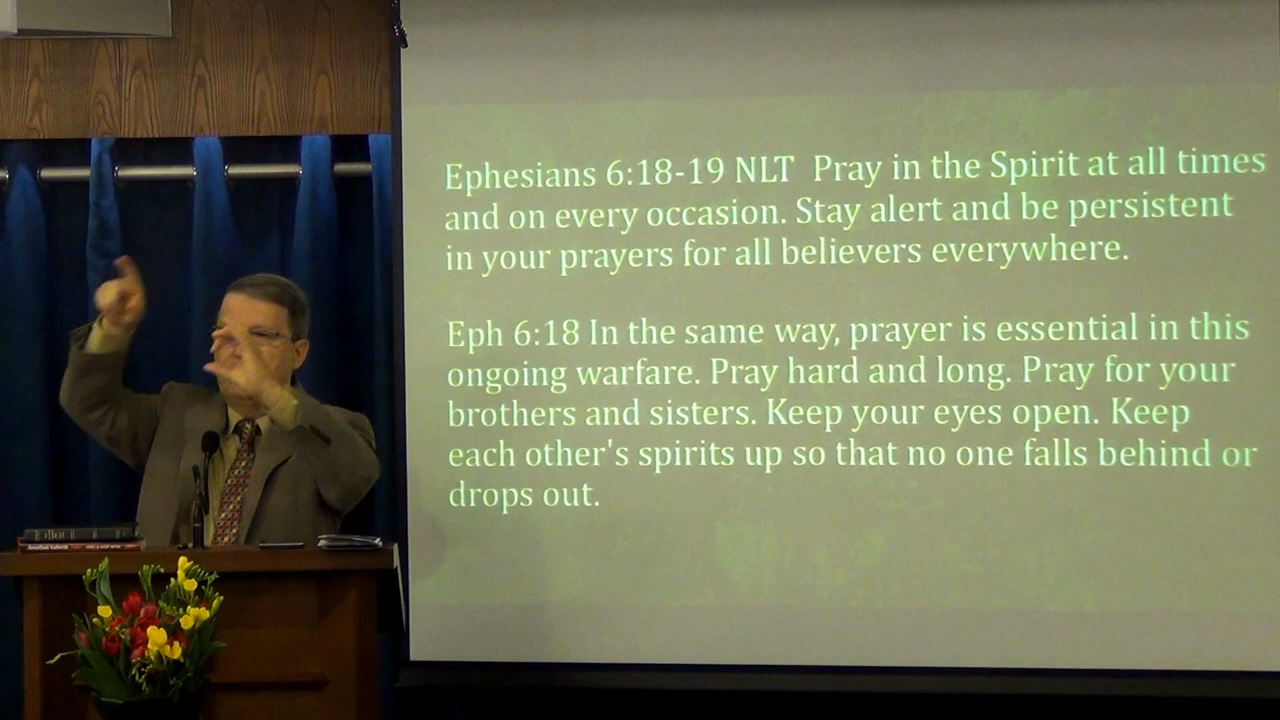 Ephesians 6:18-19 NLT Pray in the Spirit at all times
and on every occasion. Stay alert and be persistent
in your prayers for all believers everywhere.
Eph 6:18 In the same way, prayer is essential in this
ongoing warfare. Pray hard and long. Pray for your
brothers and sisters. Keep your eyes open. Keep
each other's spirits up so that no one falls behind or
drops out.